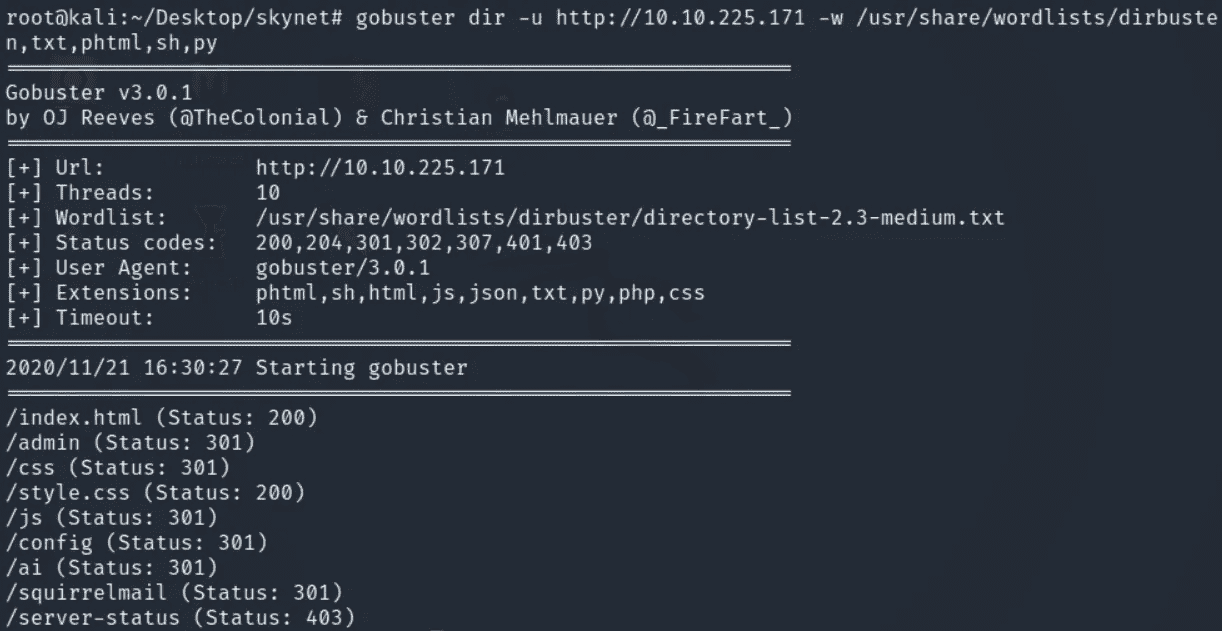 root@kali:~/Desktop/skynet# gobuster dir -u http://10.10.225.171 -w /usr/share/wordlists/dirbuste
n,txt,phtml,sh,py
Gobuster v3.0.1
by OJ Reeves (@TheColonial) & Christian Mehlmauer (@_FireFart_)
[+] Url:            http://10.10.225.171
[+] Threads:        10
[+] Wordlist:       /usr/share/wordlists/dirbuster/directory-list-2.3-medium.txt
[+] Status codes:   200,204,301,302,307,401,403
[+] User Agent:     gobuster/3.0.1
[+] Extensions:     phtml,sh,html,js,json,txt,py,php,css
[+] Timeout:        10s
2020/11/21 16:30:27 Starting gobuster
/index.html (Status: 200)
/admin (Status: 301)
/css (Status: 301)
/style.css (Status: 200)
/js (Status: 301)
/config (Status: 301)
/ai (Status: 301)
/squirrelmail (Status: 301)
/server-status (Status: 403)